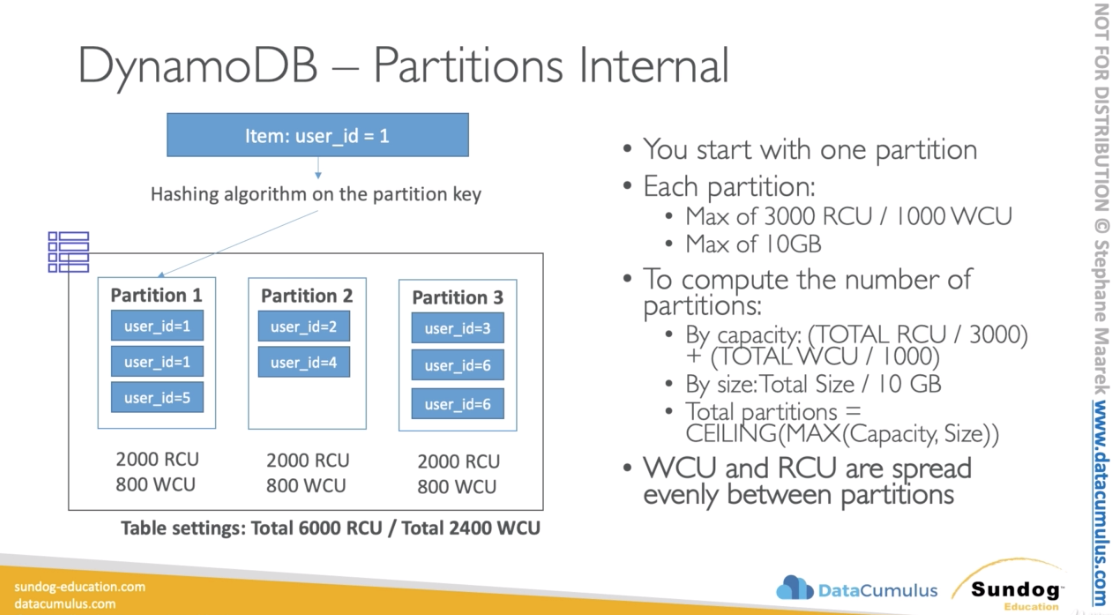 DynamoDB – Partitions Internal
Item: user_id = 1
Hashing algorithm on the partition key
Partition 1
user_id=1
user_id=1
user_id=5
2000 RCU
800 WCU
Partition 2
user_id=2
user_id=4
2000 RCU
800 WCU
Partition 3
user_id=3
user_id=6
user_id=6
2000 RCU
800 WCU
Table settings: Total 6000 RCU / Total 2400 WCU
• You start with one partition
• Each partition:
• Max of 3000 RCU / 1000 WCU
• Max of 10GB
• To compute the number of
partitions:
• By capacity: (TOTAL RCU / 3000)
+ (TOTAL WCU / 1000)
• By size: Total Size / 10 GB
• Total partitions =
CEILING(MAX(Capacity, Size))
• WCU and RCU are spread
evenly between partitions
NOT FOR DISTRIBUTION © Stephane Maarek www.datacumulus.com
sundog-education.com
datacumulus.com
DataCumulus
Sundog
Education